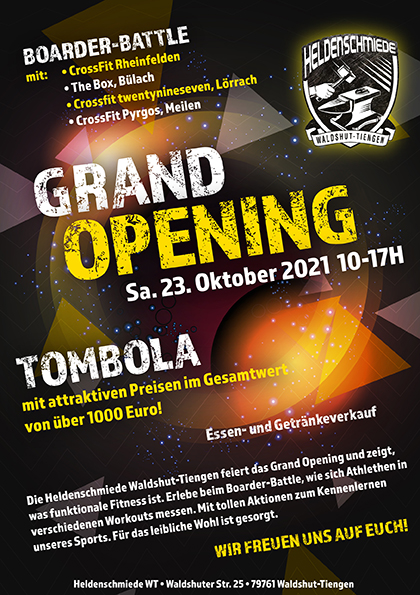 BOARDER-BATTLE
mit: • CrossFit Rheinfelden
• The Box, Bülach
• Crossfit twentynineseven, Lörrach
• CrossFit Pyrgos, Meilen
HELDENSCHMIEDE
WALDSHUT-TIENGEN
GRAND
OPENING
Sa. 23. Oktober 2021 10-17H
TOMBOLA
mit attraktiven Preisen im Gesamtwert
von über 1000 Euro!
Essen- und Getränkeverkauf
Die Heldenschmiede Waldshut-Tiengen feiert das Grand Opening und zeigt,
was funktionale Fitness ist. Erlebe beim Boarder-Battle, wie sich Athlethen in
verschiedenen Workouts messen. Mit tollen Aktionen zum Kennenlernen
unseres Sports. Für das leibliche Wohl ist gesorgt.
WIR FREUEN UNS AUF EUCH!
Heldenschmiede WT • Waldshuter Str. 25 • 79761 Waldshut-Tiengen